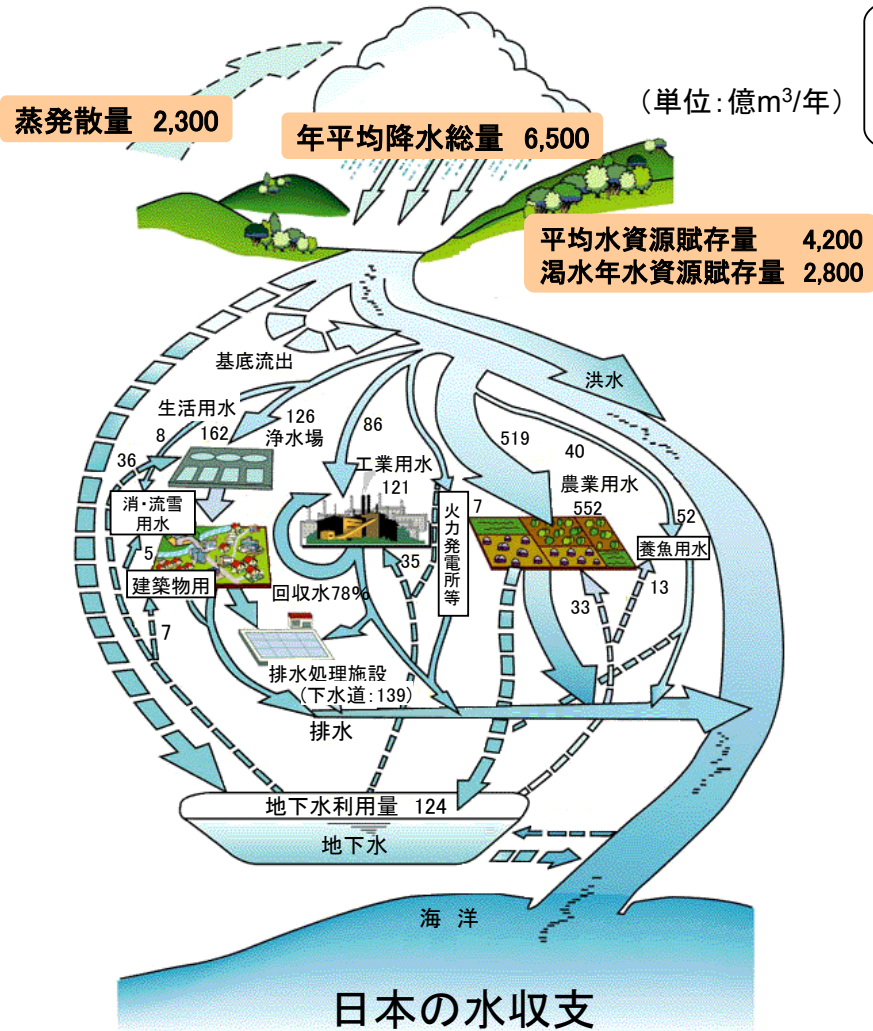 蒸発散量 2,300
年平均降水総量 6,500
(単位:億m³/年)
平均水資源賦存量 4,200
渇水年水資源賦存量 2,800
基底流出
洪水
生活用水
162
8
126
浄水場
86
519
40
36
工業用水
121
農業用水
552
消・流雪
用水
火力発電所等
7
52
養魚用水
5
建築物用
回収水78%
35
33
13
7
排水処理施設
(下水道:139)
排水
地下水利用量 124
地下水
海 洋
日本の水収支